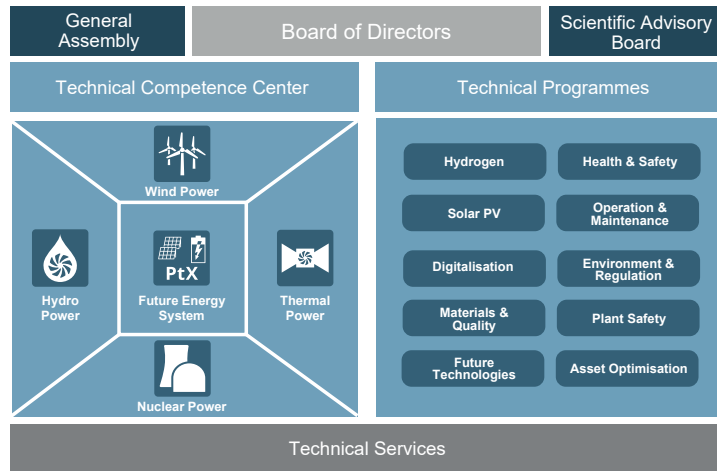 General
Assembly
Board of Directors
Scientific Advisory
Board
Technical Competence Center
Technical Programmes
Wind Power
Hydro
Power
PtX
Future Energy
System
Thermal
Power
Nuclear Power
Hydrogen
Health & Safety
Solar PV
Operation &
Maintenance
Digitalisation
Environment &
Regulation
Materials &
Quality
Plant Safety
Future
Technologies
Asset Optimisation
Technical Services